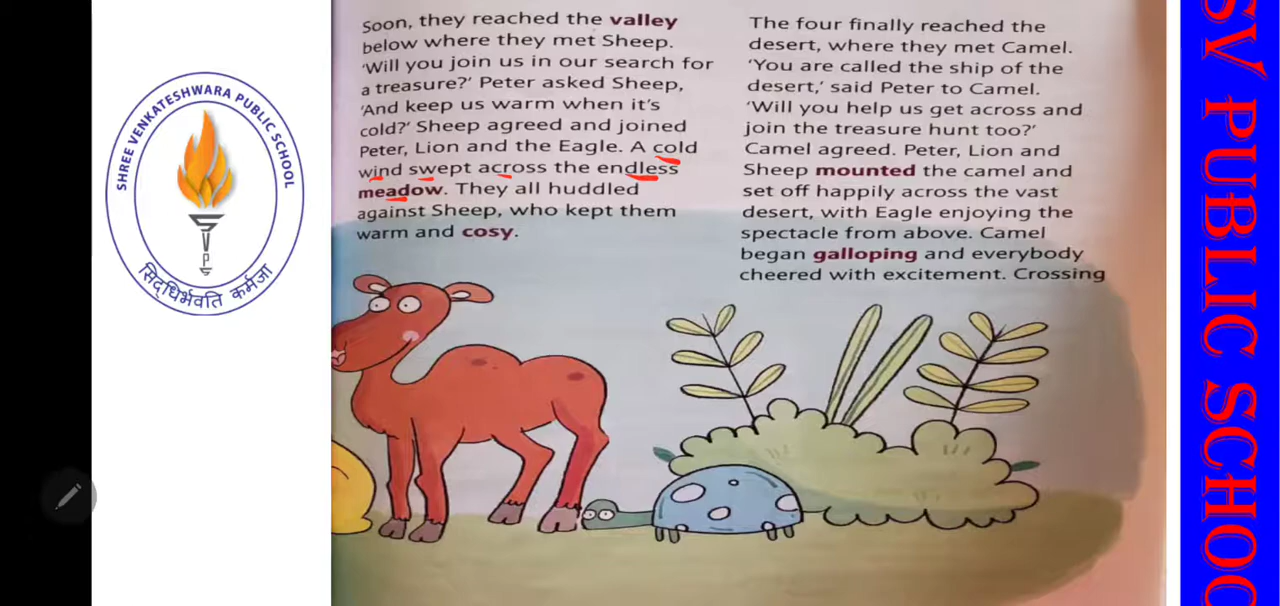 SHREE VENKATESHWARA PUBLIC SCHOOL
SVPS
सिद्धिर्भवति कर्मजा
Soon, they reached the valley
below where they met Sheep.
'Will you join us in our search for
a treasure?' Peter asked Sheep,
'And keep us warm when it's
cold?' Sheep agreed and joined
Peter, Lion and the Eagle. A cold
wind swept across the endless
meadow. They all huddled
against Sheep, who kept them
warm and cosy.
The four finally reached the
desert, where they met Camel.
'You are called the ship of the
desert,' said Peter to Camel.
'Will you help us get across and
join the treasure hunt too?'
Camel agreed. Peter, Lion and
Sheep mounted the camel and
set off happily across the vast
desert, with Eagle enjoying the
spectacle from above. Camel
began galloping and everybody
cheered with excitement. Crossing
SV PUBLIC SCHOO